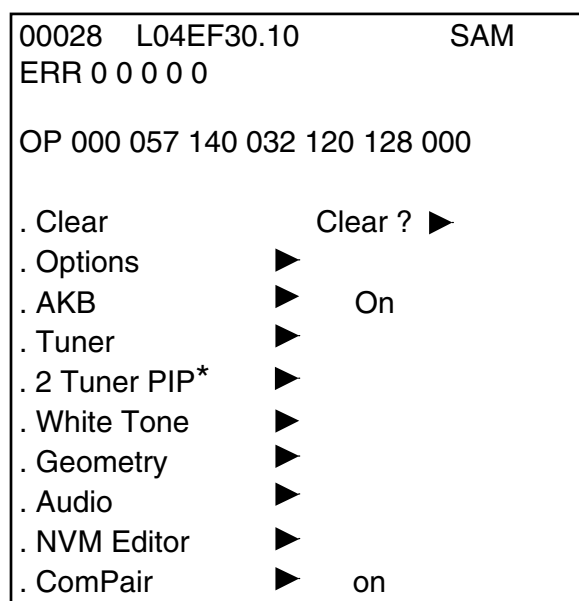 00028 L04EF30.10 SAM
ERR 0 0 0 0 0
OP 000 057 140 032 120 128 000
. Clear Clear ? ▶
. Options ▶
. AKB ▶ On
. Tuner ▶
. 2 Tuner PIP* ▶
. White Tone ▶
. Geometry ▶
. Audio ▶
. NVM Editor ▶
. ComPair ▶ on